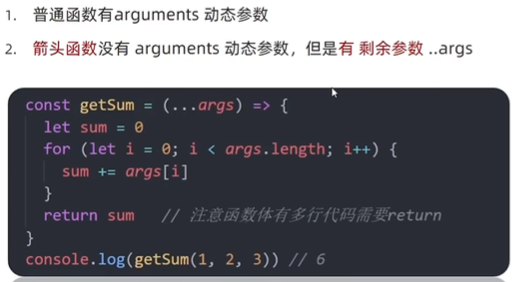 1. 普通函数有arguments 动态参数
2. 箭头函数没有 arguments 动态参数，但是有 剩余参数 ..args
const getSum = (...args) => {
  let sum = 0
  for (let i = 0; i < args.length; i++) {
    sum += args[i]
  }
  return sum   // 注意函数体有多行代码需要return
}
console.log(getSum(1, 2, 3)) // 6